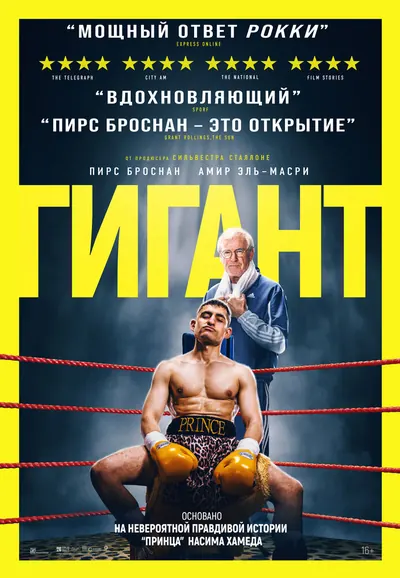 "МОЩНЫЙ ОТВЕТ РОККИ"
EXPRESS ONLINE
THE TELEGRAPH CITY AM THE NATIONAL FILM STORIES
"ВДОХНОВЛЯЮЩИЙ"
SPORF
"ПИРС БРОСНАН – ЭТО ОТКРЫТИЕ"
GRANT ROLLINGS, THE SUN
ОТ ПРОДЮСЕРА СИЛЬВЕСТРА СТАЛЛОНЕ
ПИРС БРОСНАН АМИР ЭЛЬ-МАСРИ
ГИГАНТ
PRINCE
ОСНОВАНО
НА НЕВЕРОЯТНОЙ ПРАВДИВОЙ ИСТОРИИ
"ПРИНЦА" НАСИМА ХАМЕДА
16+